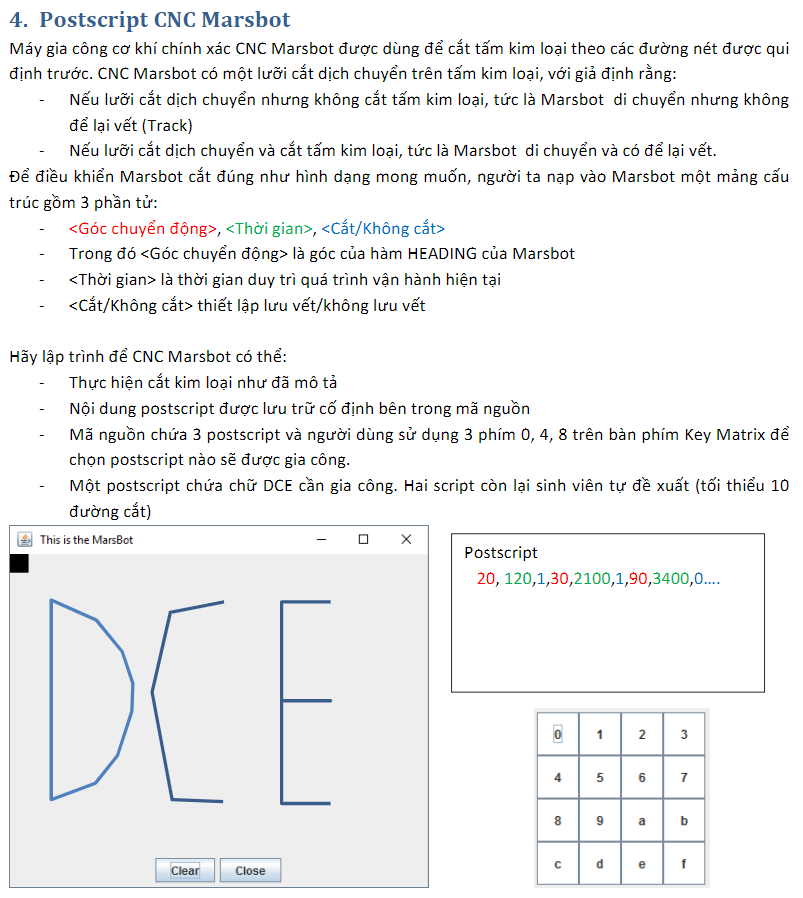 4. Postscript CNC Marsbot
Máy gia công cơ khí chính xác CNC Marsbot được dùng để cắt tấm kim loại theo các đường nét được qui
định trước. CNC Marsbot có một lưỡi cắt dịch chuyển trên tấm kim loại, với giả định rằng:
- Nếu lưỡi cắt dịch chuyển nhưng không cắt tấm kim loại, tức là Marsbot di chuyển nhưng không
để lại vết (Track)
- Nếu lưỡi cắt dịch chuyển và cắt tấm kim loại, tức là Marsbot di chuyển và có để lại vết.
Để điều khiển Marsbot cắt đúng như hình dạng mong muốn, người ta nạp vào Marsbot một mảng cấu
trúc gồm 3 phần tử:
- <Góc chuyển động>, <Thời gian>, <Cắt/Không cắt>
- Trong đó <Góc chuyển động> là góc của hàm HEADING của Marsbot
- <Thời gian> là thời gian duy trì quá trình vận hành hiện tại
- <Cắt/Không cắt> thiết lập lưu vết/không lưu vết
Hãy lập trình để CNC Marsbot có thể:
- Thực hiện cắt kim loại như đã mô tả
- Nội dung postscript được lưu trữ cố định bên trong mã nguồn
- Mã nguồn chứa 3 postscript và người dùng sử dụng 3 phím 0, 4, 8 trên bàn phím Key Matrix để
chọn postscript nào sẽ được gia công.
- Một postscript chứa chữ DCE cần gia công. Hai script còn lại sinh viên tự đề xuất (tối thiểu 10
đường cắt)
This is the MarsBot
DCE
Clear Close
Postscript
20, 120,1,30,2100,1,90,3400,0....
0 1 2 3
4 5 6 7
8 9 a b
c d e f